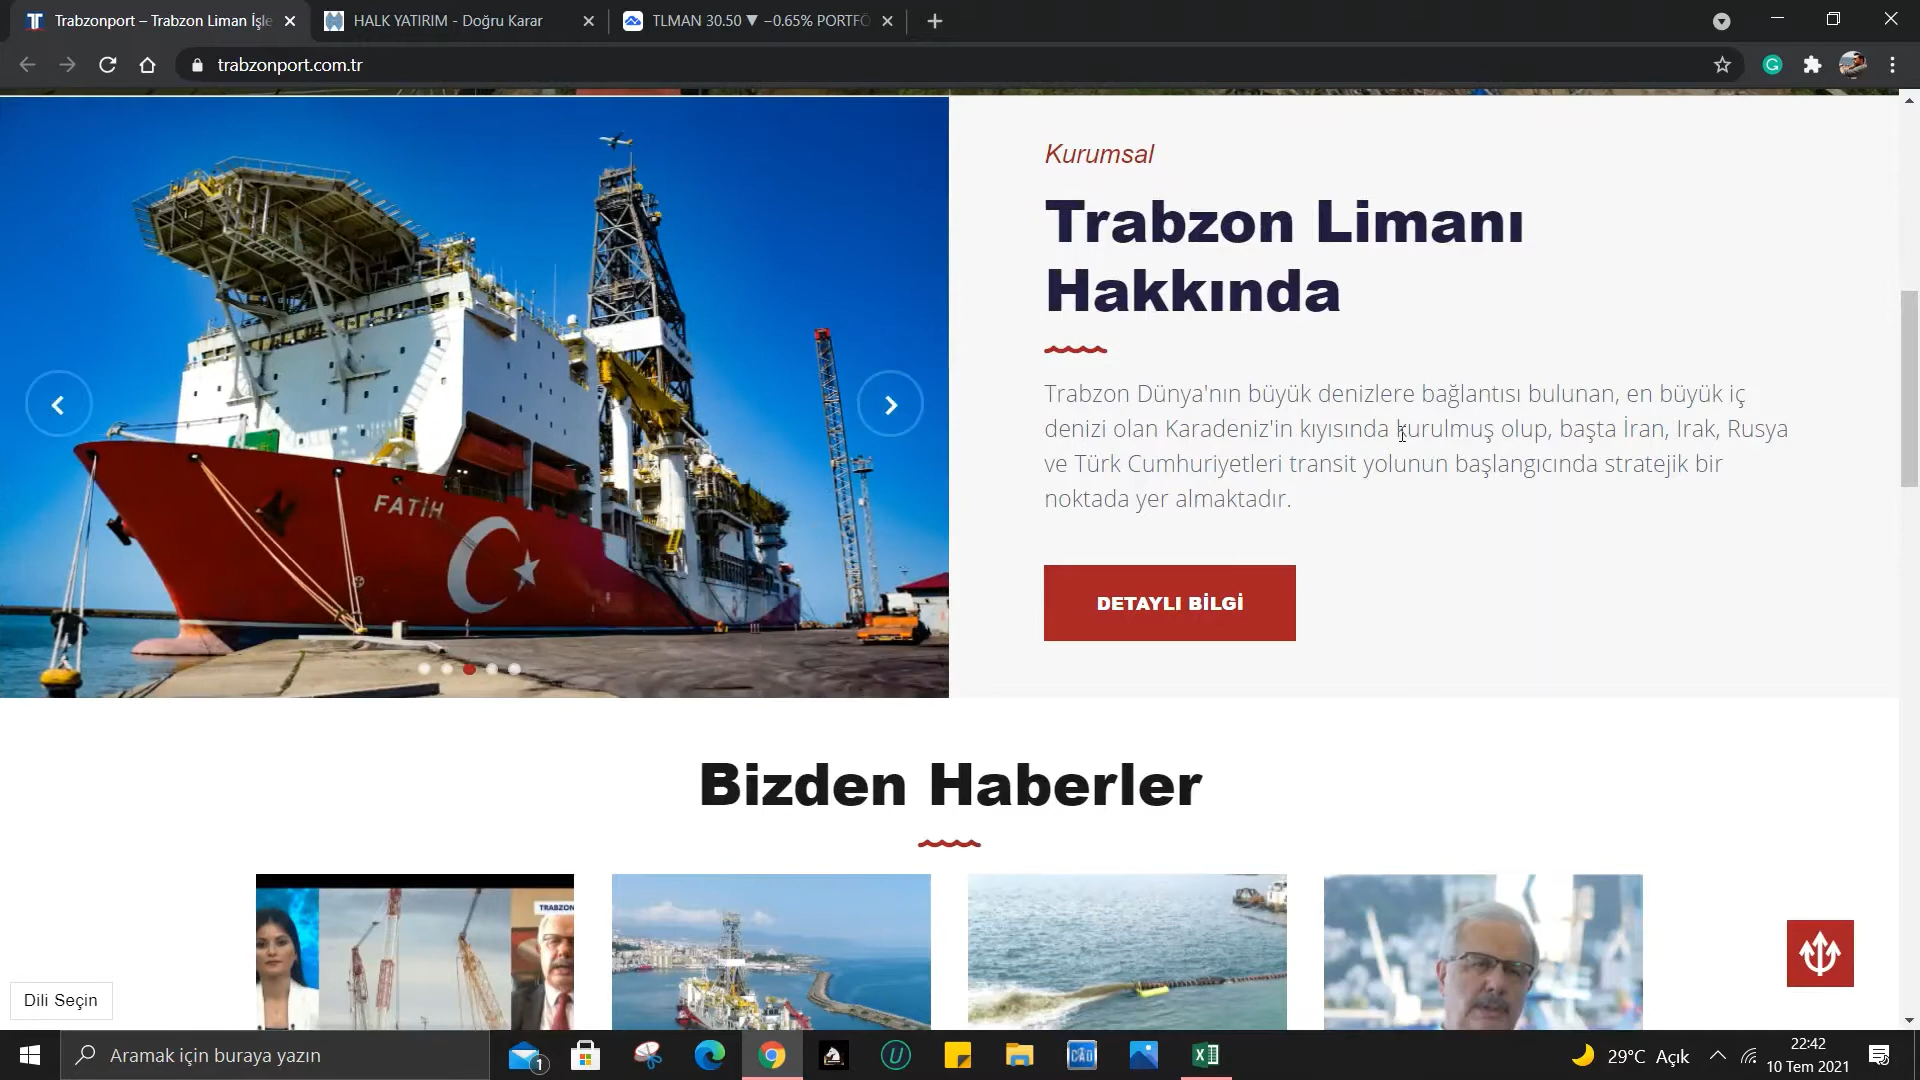 Trabzonport – Trabzon Liman İşle
HALK YATIRIM - Doğru Karar
TLMAN 30.50 ▼ −0.65% PORTFÖ
trabzonport.com.tr
Kurumsal
Trabzon Limanı
Hakkında
Trabzon Dünya'nın büyük denizlere bağlantısı bulunan, en büyük iç
denizi olan Karadeniz'in kıyısında kurulmuş olup, başta İran, Irak, Rusya
ve Türk Cumhuriyetleri transit yolunun başlangıcında stratejik bir
noktada yer almaktadır.
DETAYLI BİLGİ
FATİH
Bizden Haberler
TRABZON
Dili Seçin
Aramak için buraya yazın
1
29°C Açık
22:42
10 Tem 2021